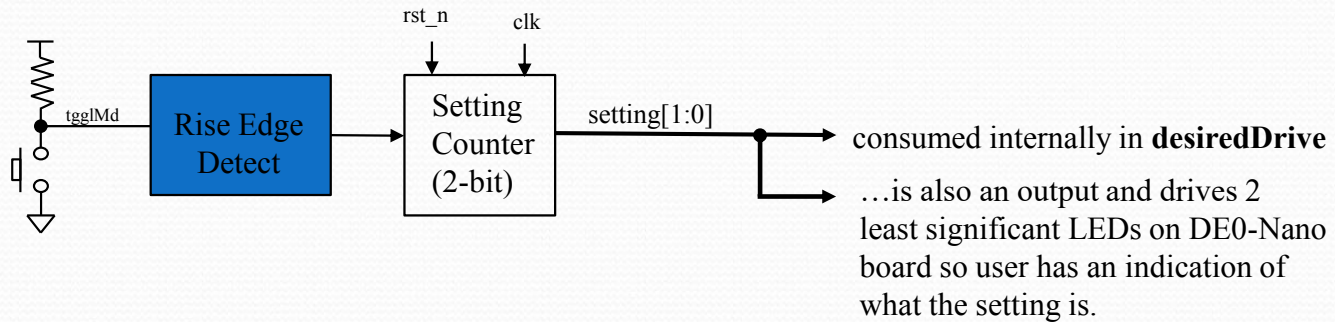 rst_n
clk
tgglMd
Rise Edge
Detect
Setting
Counter
(2-bit)
setting[1:0]
consumed internally in desiredDrive
…is also an output and drives 2
least significant LEDs on DE0-Nano
board so user has an indication of
what the setting is.